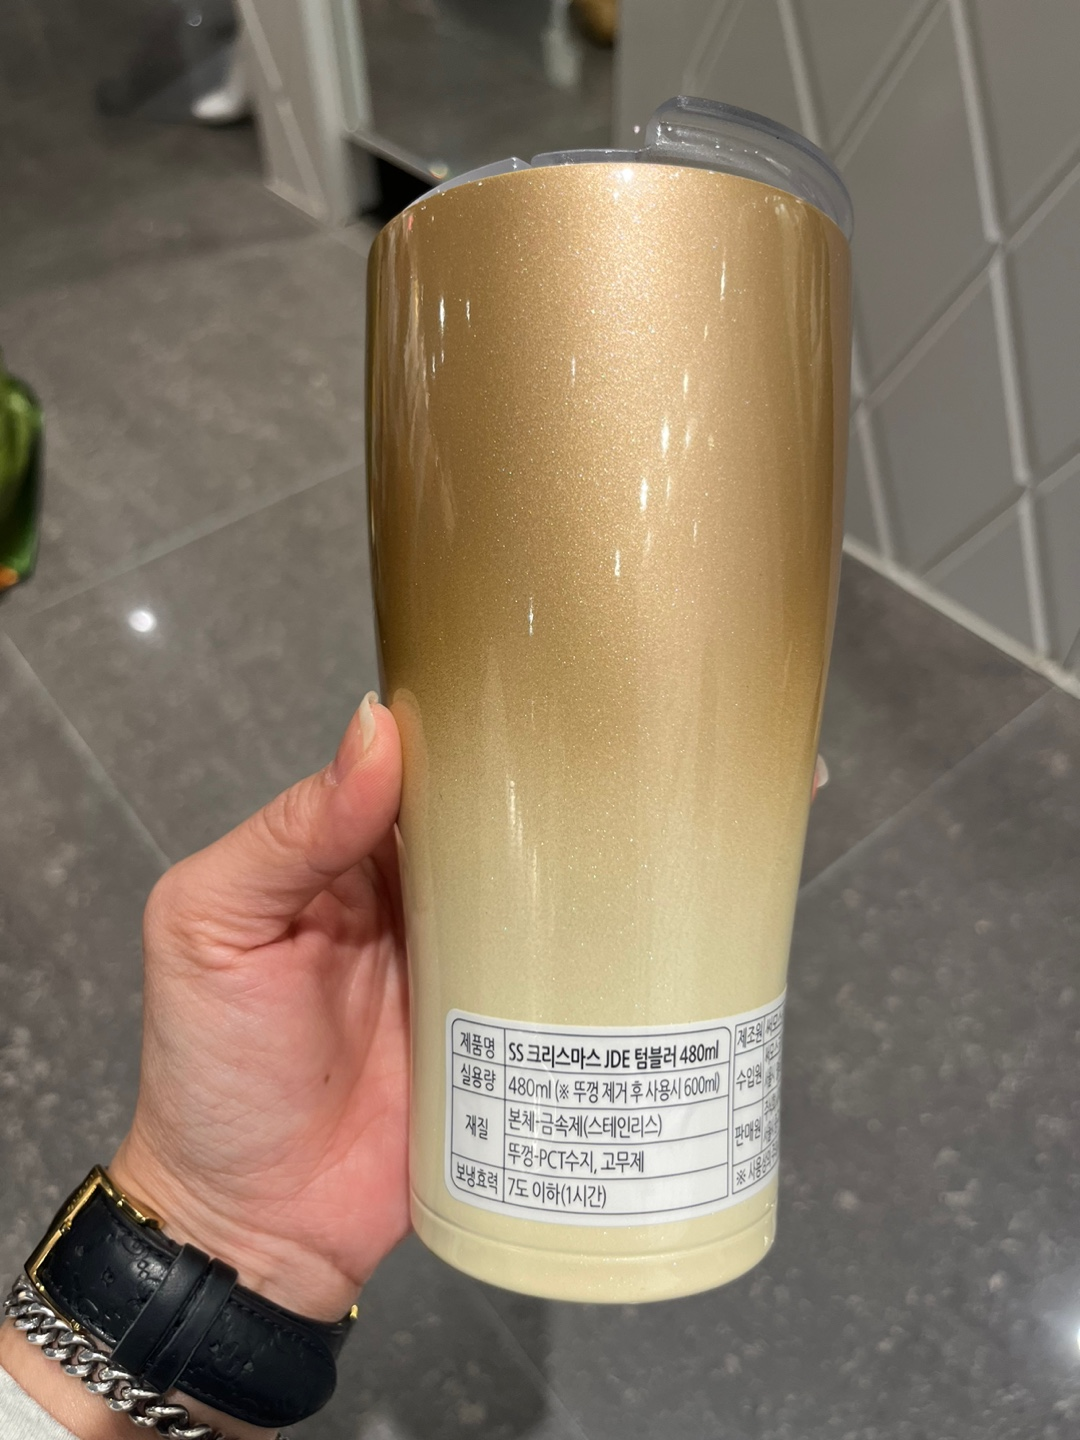 제품명 SS 크리스마스 JDE 텀블러 480ml
실용량 480ml (※ 뚜껑 제거 후 사용시 600ml)
재질 본체-금속제(스테인리스)
뚜껑-PCT수지, 고무제
보냉효력 7도 이하(1시간)
제조원
수입원
판매원
※ 사용